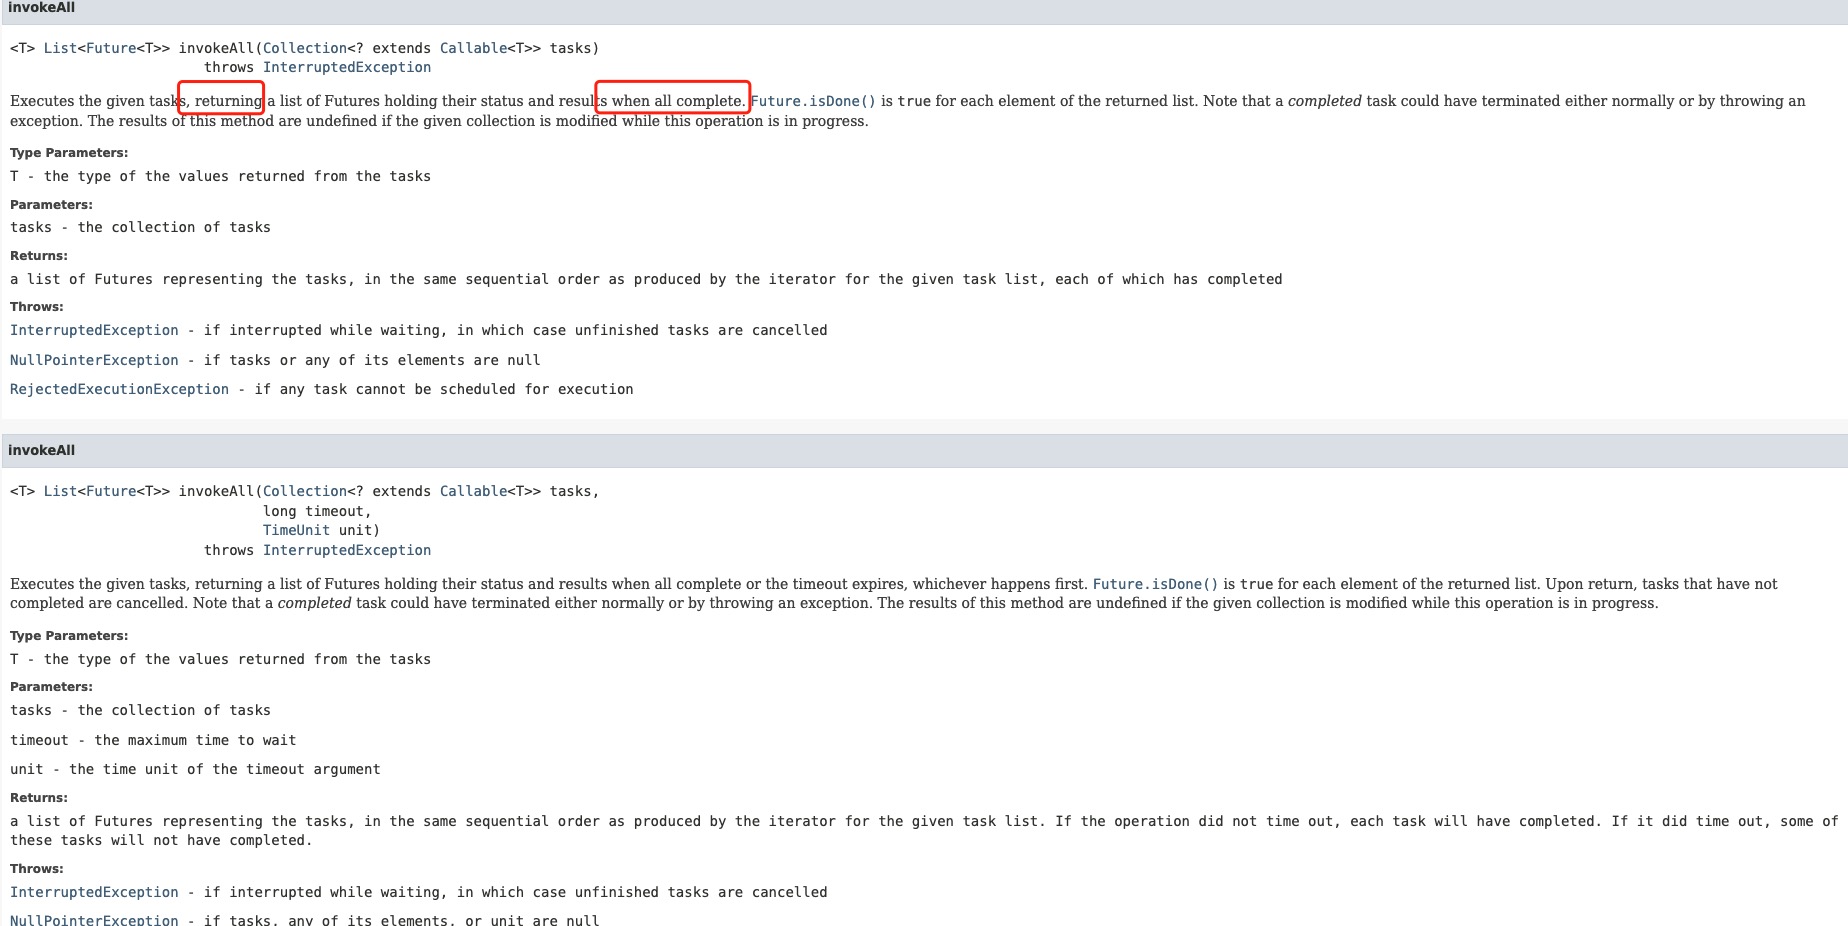 invokeAll
<T> List<Future<T>> invokeAll(Collection<? extends Callable<T>> tasks)
throws InterruptedException
Executes the given tasks, returning a list of Futures holding their status and results when all complete. Future.isDone() is true for each element of the returned list. Note that a completed task could have terminated either normally or by throwing an
exception. The results of this method are undefined if the given collection is modified while this operation is in progress.
Type Parameters:
T - the type of the values returned from the tasks
Parameters:
tasks - the collection of tasks
Returns:
a list of Futures representing the tasks, in the same sequential order as produced by the iterator for the given task list, each of which has completed
Throws:
InterruptedException - if interrupted while waiting, in which case unfinished tasks are cancelled
NullPointerException - if tasks or any of its elements are null
RejectedExecutionException - if any task cannot be scheduled for execution
invokeAll
<T> List<Future<T>> invokeAll(Collection<? extends Callable<T>> tasks,
long timeout,
TimeUnit unit)
throws InterruptedException
Executes the given tasks, returning a list of Futures holding their status and results when all complete or the timeout expires, whichever happens first. Future.isDone() is true for each element of the returned list. Upon return, tasks that have not
completed are cancelled. Note that a completed task could have terminated either normally or by throwing an exception. The results of this method are undefined if the given collection is modified while this operation is in progress.
Type Parameters:
T - the type of the values returned from the tasks
Parameters:
tasks - the collection of tasks
timeout - the maximum time to wait
unit - the time unit of the timeout argument
Returns:
a list of Futures representing the tasks, in the same sequential order as produced by the iterator for the given task list. If the operation did not time out, each task will have completed. If it did time out, some of
these tasks will not have completed.
Throws:
InterruptedException - if interrupted while waiting, in which case unfinished tasks are cancelled
NullPointerException - if tasks, any of its elements, or unit are null